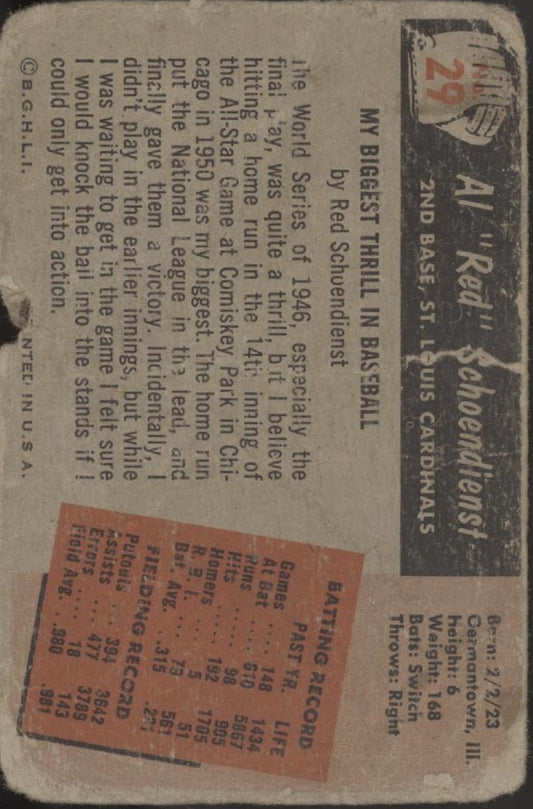 No.
29
Al "Red" Schoendienst
2ND BASE, ST. LOUIS CARDINALS
Born: 2/2/23
Germantown, Ill.
Height: 6
Weight: 168
Bats: Switch
Throws: Right
MY BIGGEST THRILL IN BASEBALL
by Red Schoendienst
The World Series of 1946, especially the
final play, was quite a thrill, but I believe
hitting a home run in the 14th inning of
the All-Star Game at Comiskey Park in Chi-
cago in 1950 was my biggest. The home run
put the National League in the lead, and
finally gave them a victory. Incidentally, I
didn't play in the earlier innings, but while
I was waiting to get in the game I felt sure
I would knock the ball into the stands if I
could only get into action.
BATTING RECORD
PAST YR. LIFE
Games 148 1434
At Bat 610 5867
Runs 98 905
Hits 192 1705
Homers 5 51
R. B. I. 79 561
Bat. Avg. .315
FIELDING RECORD
Putouts 394 3642
Assists 477 3789
Errors 18 143
Field Avg. .980 .981
©B.G.H.L.I. NTED IN U.S.A.